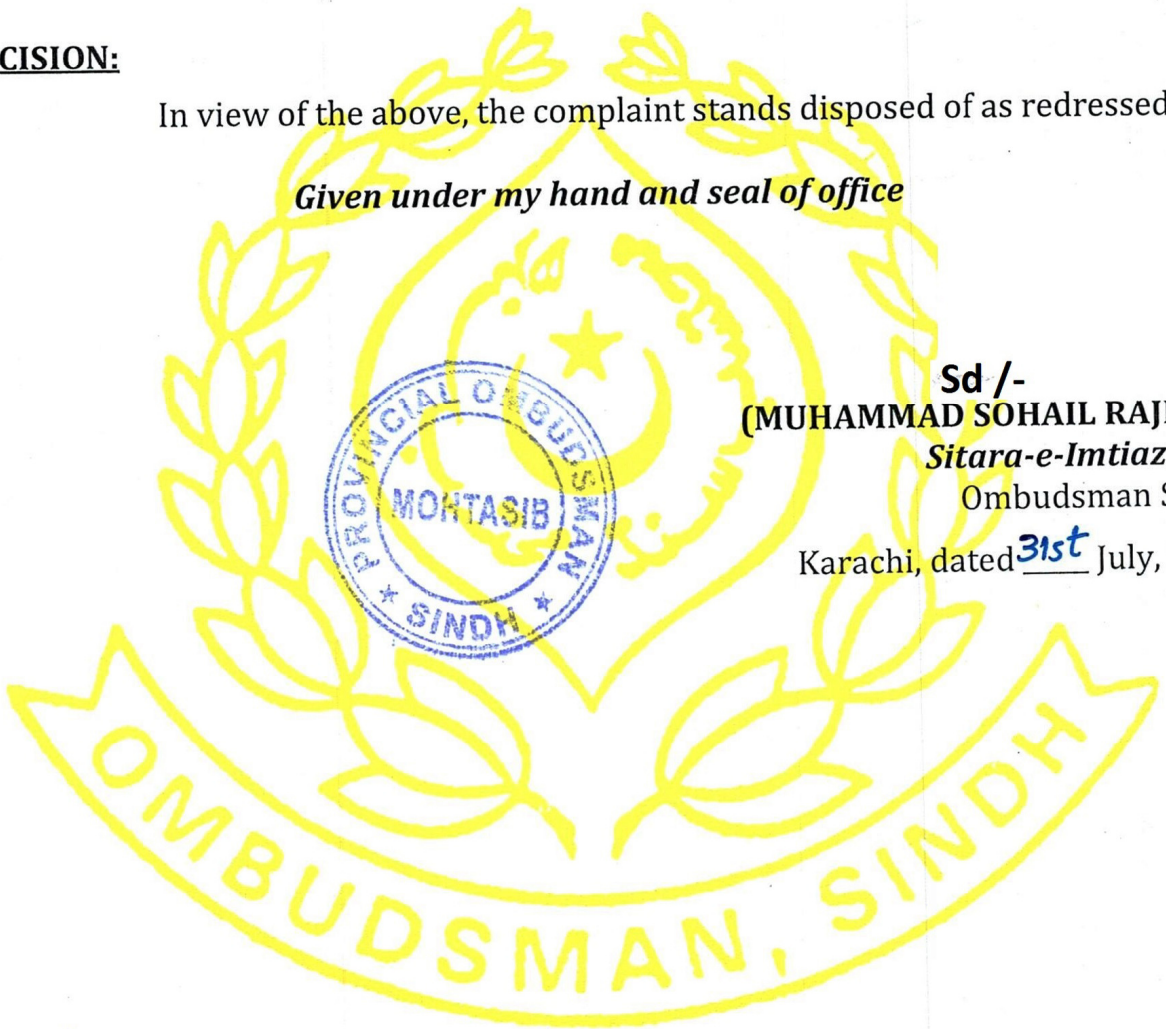 CISION:
In view of the above, the complaint stands disposed of as redressed
Given under my hand and seal of office
Sd /-
(MUHAMMAD SOHAIL RAJ
Sitara-e-Imtiaz
Ombudsman S
Karachi, dated 31st July,
PROVINCIAL OMBUDSMAN
MOHTASIB
* SINDH *
OMBUDSMAN, SINDH